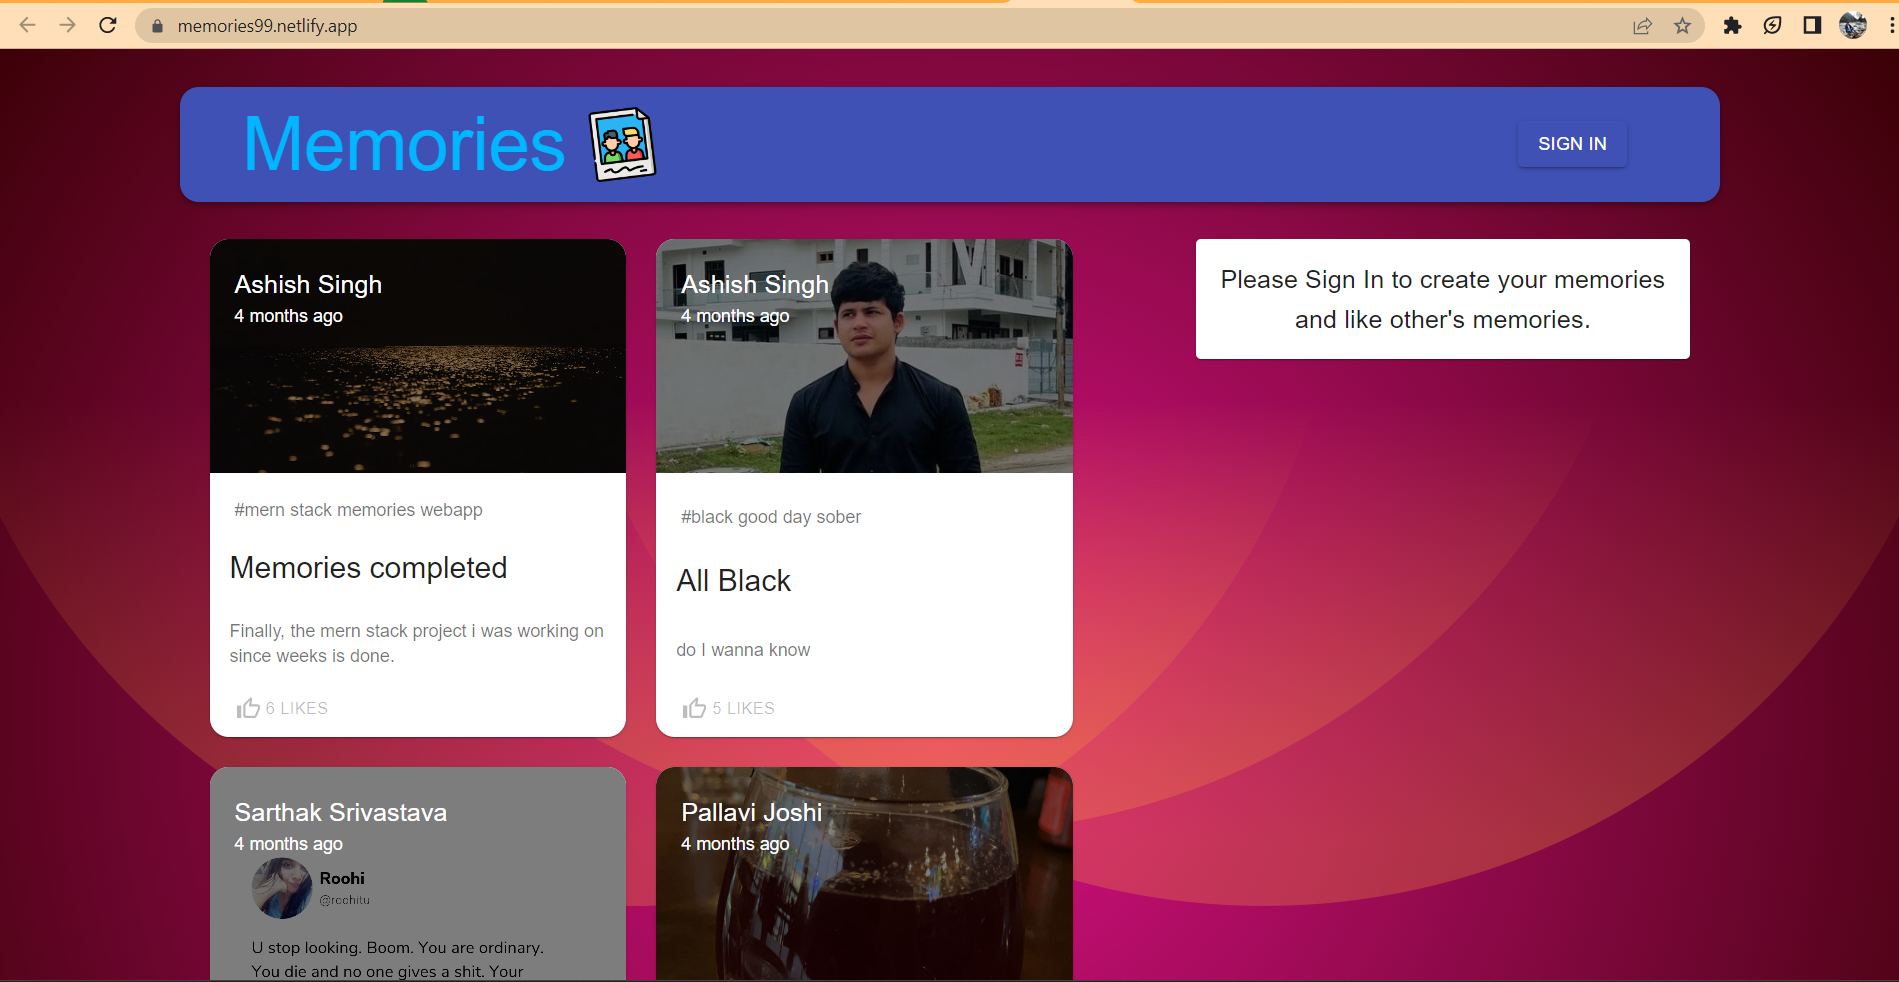 memories99.netlify.app
Memories
SIGN IN
Ashish Singh
4 months ago
#mern stack memories webapp
Memories completed
Finally, the mern stack project i was working on
since weeks is done.
6 LIKES
Ashish Singh
4 months ago
#black good day sober
All Black
do I wanna know
5 LIKES
Please Sign In to create your memories
and like other's memories.
Sarthak Srivastava
4 months ago
Roohi
@roohitu
U stop looking. Boom. You are ordinary.
You die and no one gives a shit. Your
Pallavi Joshi
4 months ago